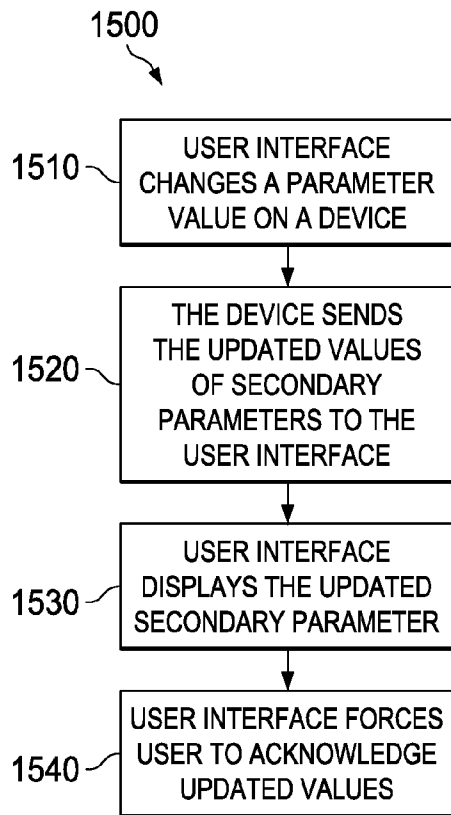 1500
1510
USER INTERFACE
CHANGES A PARAMETER
VALUE ON A DEVICE
1520
THE DEVICE SENDS
THE UPDATED VALUES
OF SECONDARY
PARAMETERS TO THE
USER INTERFACE
1530
USER INTERFACE
DISPLAYS THE UPDATED
SECONDARY PARAMETER
1540
USER INTERFACE FORCES
USER TO ACKNOWLEDGE
UPDATED VALUES